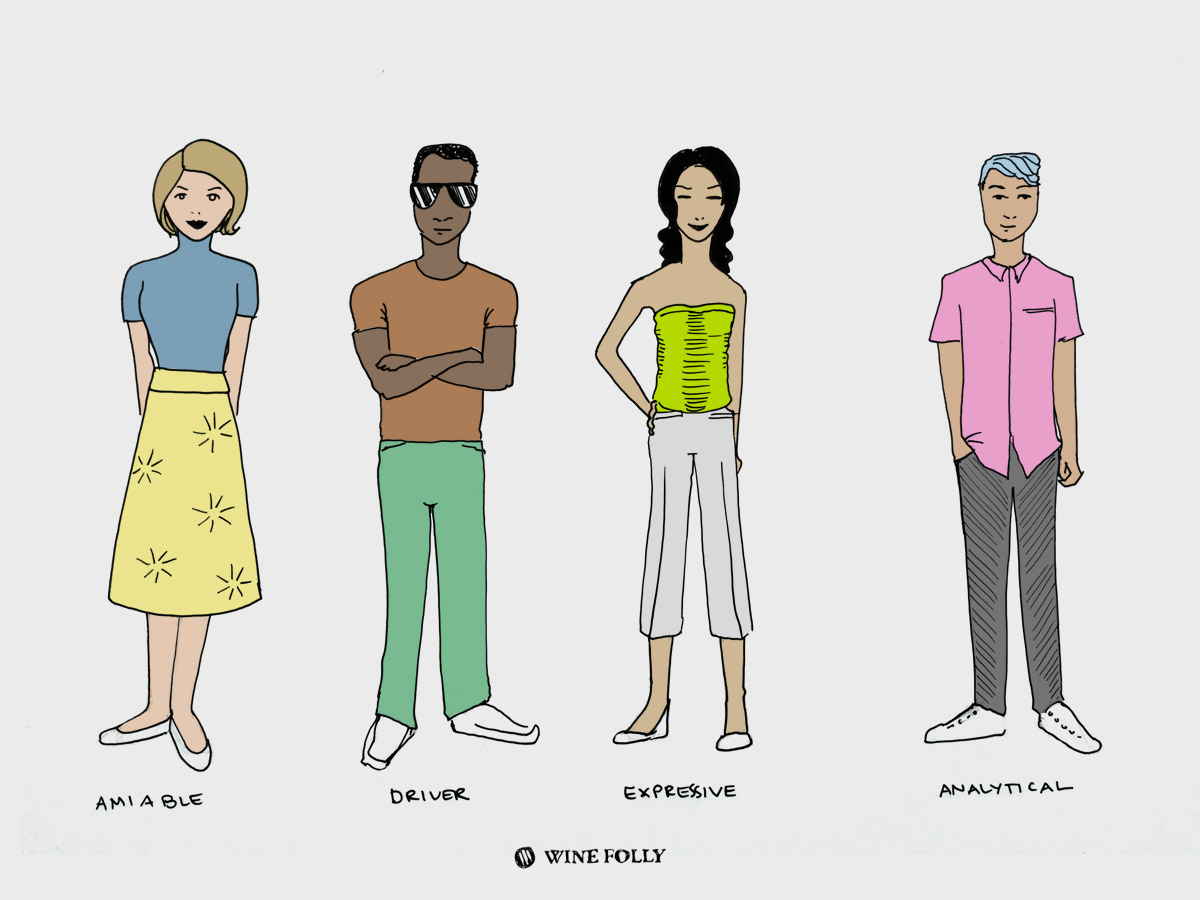 AMIABLE
DRIVER
EXPRESSIVE
ANALYTICAL
WINE FOLLY